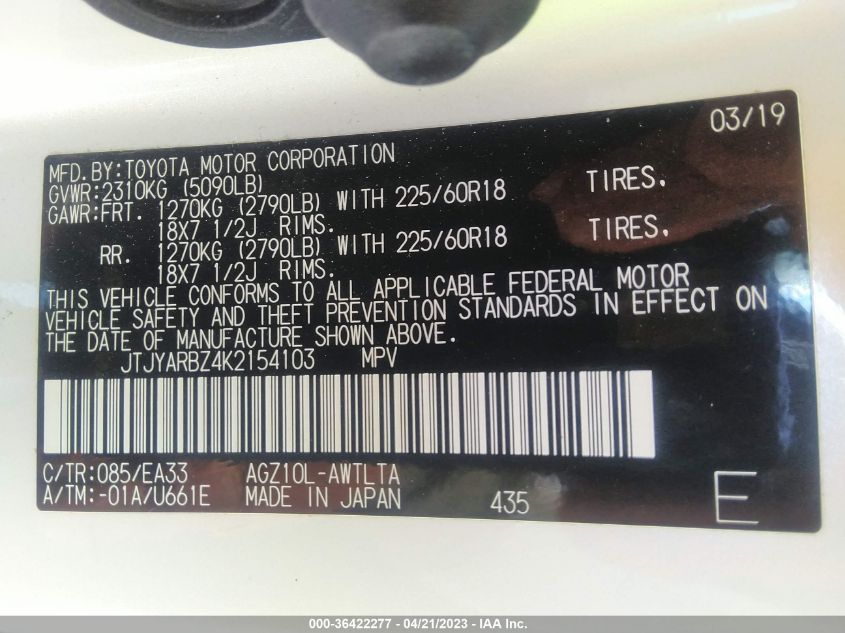 03/19
MFD.BY:TOYOTA MOTOR CORPORATION
GVWR:2310KG (5090LB)
GAWR:FRT. 1270KG (2790LB) WITH 225/60R18 TIRES,
18X7 1/2J RIMS.
RR. 1270KG (2790LB) WITH 225/60R18 TIRES,
18X7 1/2J RIMS.
THIS VEHICLE CONFORMS TO ALL APPLICABLE FEDERAL MOTOR
VEHICLE SAFETY AND THEFT PREVENTION STANDARDS IN EFFECT ON
THE DATE OF MANUFACTURE SHOWN ABOVE.
JTJYARBZ4K2154103 MPV
C/TR:085/EA33 AGZ10L-AWTLTA
A/TM:-01A/U661E MADE IN JAPAN 435 E
000-36422277 - 04/21/2023 - IAA Inc.